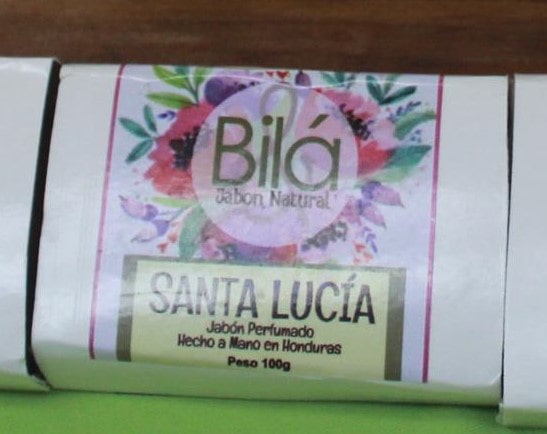 Bilá
Jabon Natural
SANTA LUCÍA
Jabón Perfumado
Hecho a Mano en Honduras
Peso 100g